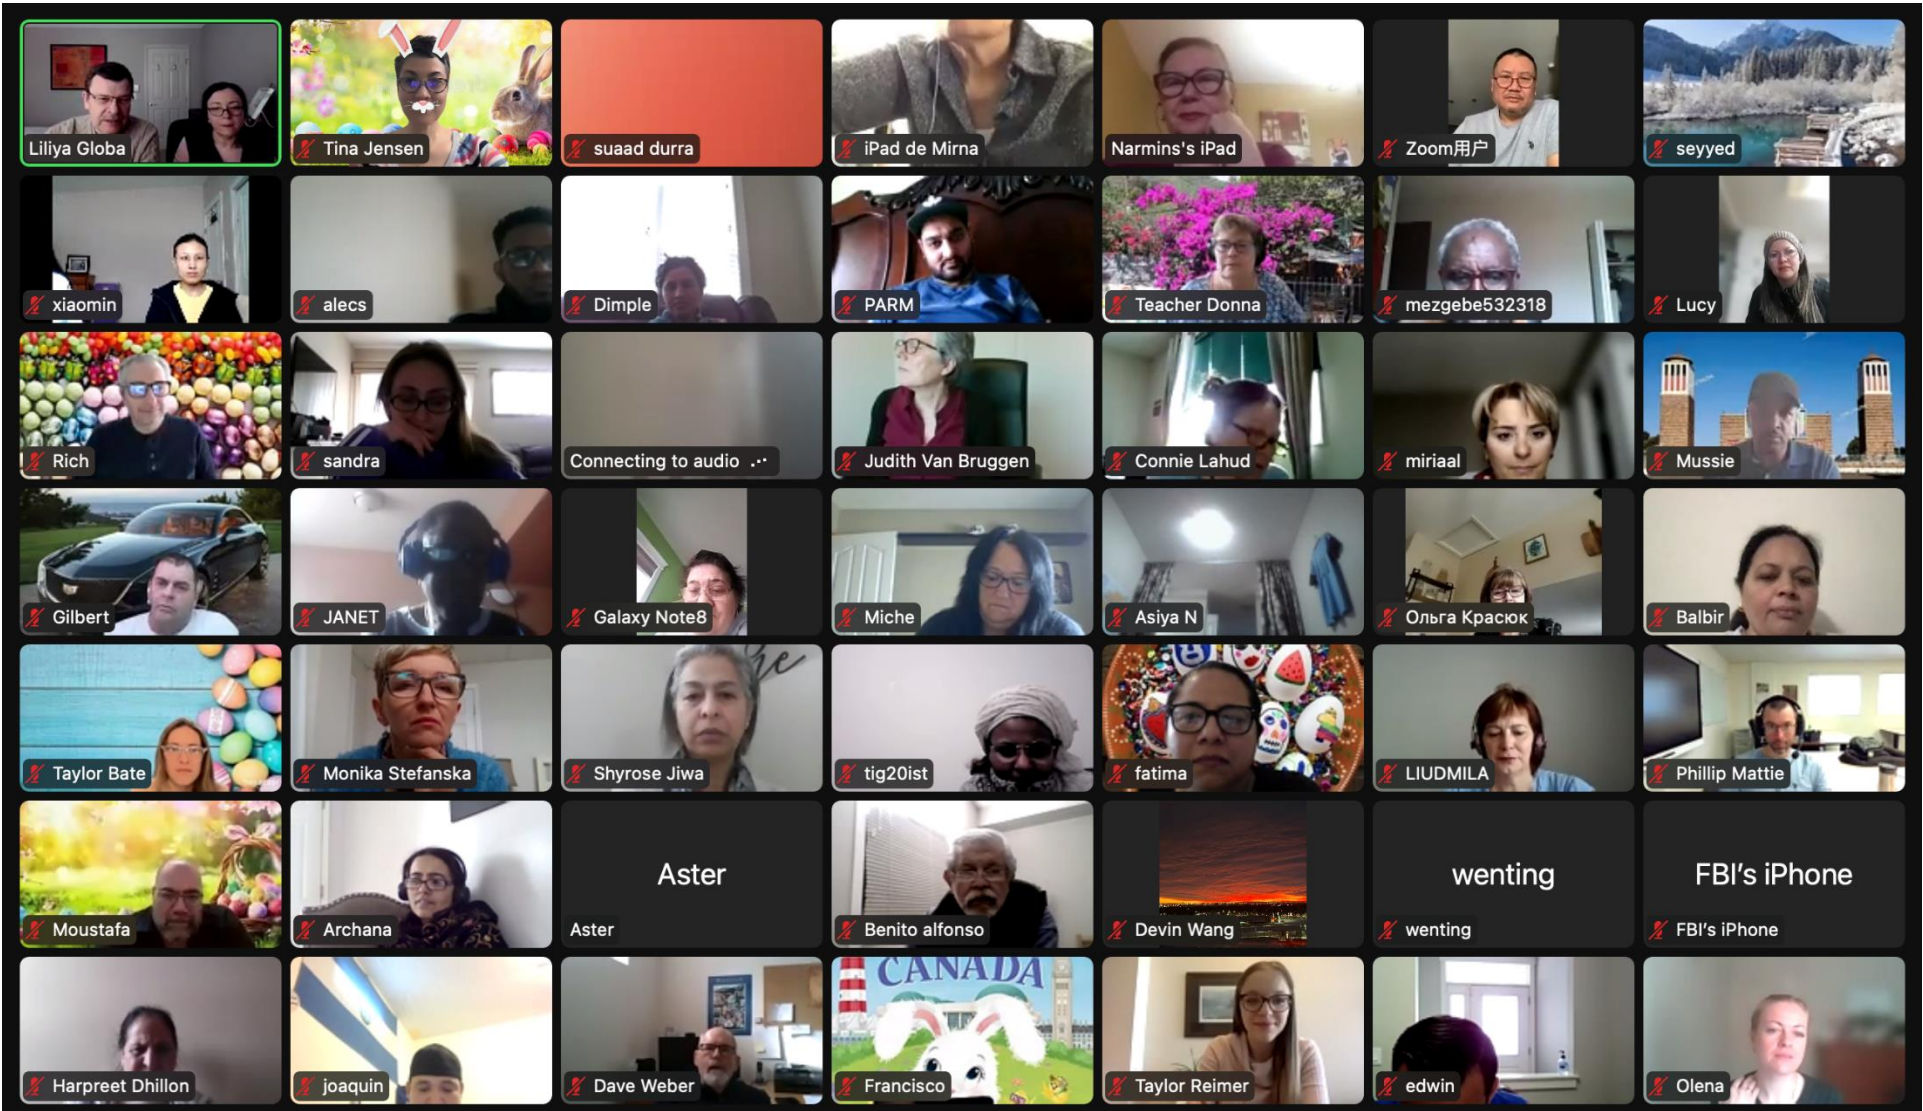 Liliya Globa
Tina Jensen
suaad durra
iPad de Mirna
Narmins's iPad
Zoom用户
seyyed
xiaomin
alecs
Dimple
PARM
Teacher Donna
mezgebe532318
Lucy
Rich
sandra
Connecting to audio
Judith Van Bruggen
Connie Lahud
miriaal
Mussie
Gilbert
JANET
Galaxy Note8
Miche
Asiya N
Ольга Красюк
Balbir
Taylor Bate
Monika Stefanska
Shyrose Jiwa
tig20ist
fatima
LIUDMILA
Phillip Mattie
Moustafa
Archana
Aster
Aster
Benito alfonso
Devin Wang
wenting
wenting
FBI's iPhone
FBI's iPhone
Harpreet Dhillon
joaquin
Dave Weber
CANADA
Francisco
Taylor Reimer
edwin
Olena